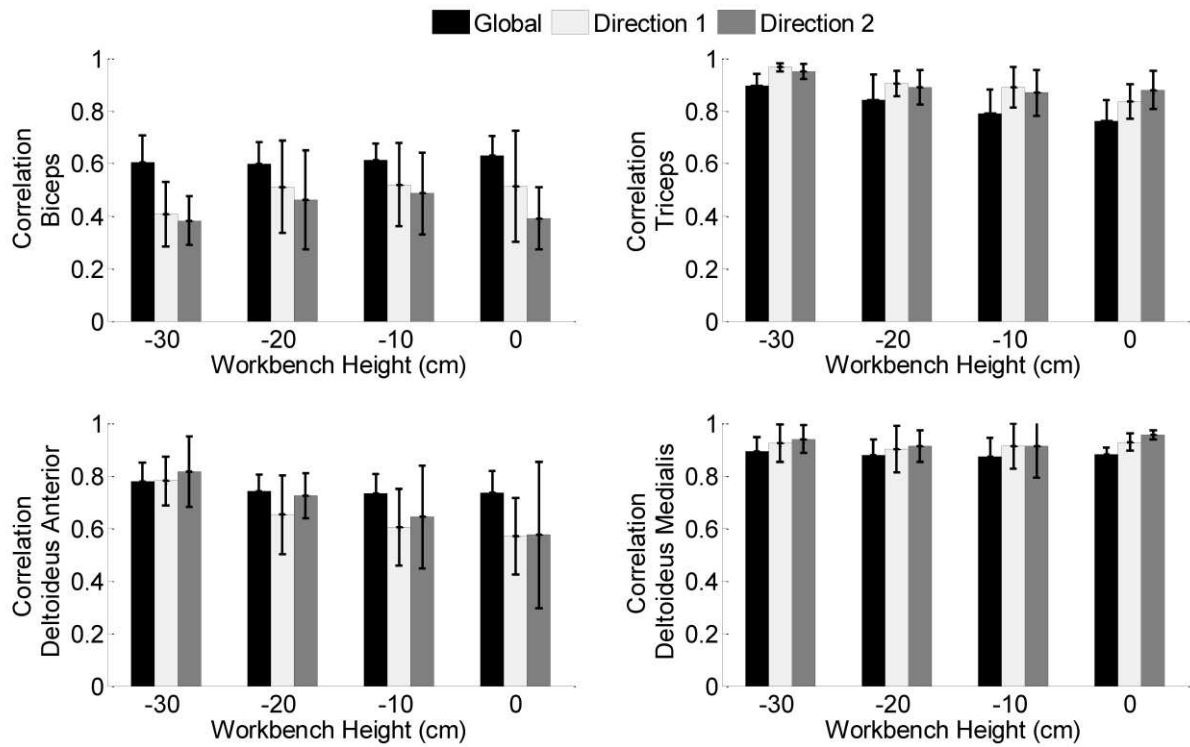 Global Direction 1 Direction 2
1
0.8
0.6
0.4
0.2
0
Correlation
Biceps
-30 -20 -10 0
Workbench Height (cm)
1
0.8
0.6
0.4
0.2
0
Correlation
Triceps
-30 -20 -10 0
Workbench Height (cm)
1
0.8
0.6
0.4
0.2
0
Correlation
Deltoideus Anterior
-30 -20 -10 0
Workbench Height (cm)
1
0.8
0.6
0.4
0.2
0
Correlation
Deltoideus Medialis
-30 -20 -10 0
Workbench Height (cm)